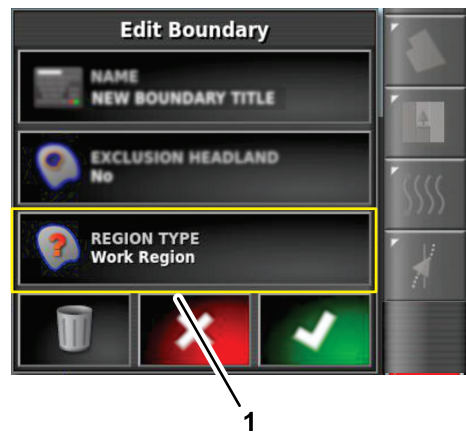 Edit Boundary
NAME
NEW BOUNDARY TITLE
EXCLUSION HEADLAND
No
REGION TYPE
Work Region
1